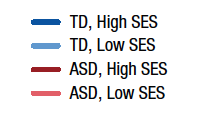 TD, High SES
TD, Low SES
ASD, High SES
ASD, Low SES